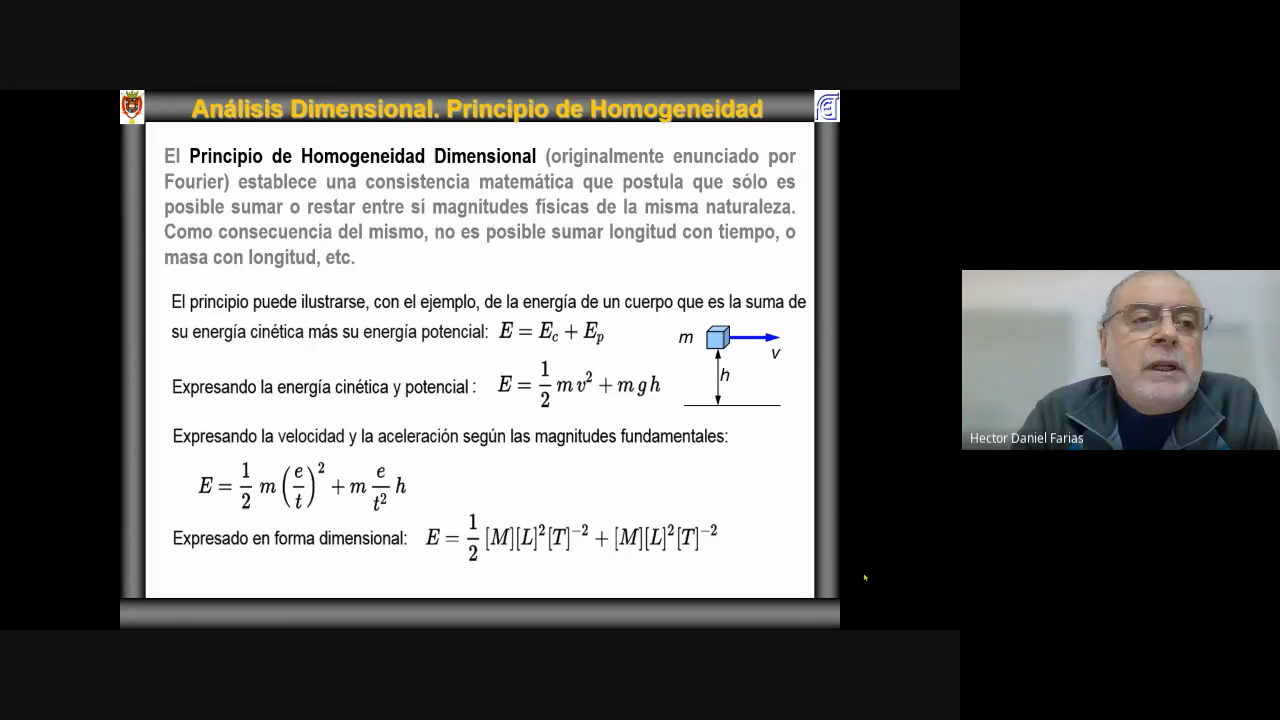 Análisis Dimensional. Principio de Homogeneidad
El Principio de Homogeneidad Dimensional (originalmente enunciado por
Fourier) establece una consistencia matemática que postula que sólo es
posible sumar o restar entre sí magnitudes físicas de la misma naturaleza.
Como consecuencia del mismo, no es posible sumar longitud con tiempo, o
masa con longitud, etc.
El principio puede ilustrarse, con el ejemplo, de la energía de un cuerpo que es la suma de
su energía cinética más su energía potencial: E = E_c + E_p
m
v
h
Expresando la energía cinética y potencial : E = 1/2 m v² + m g h
Expresando la velocidad y la aceleración según las magnitudes fundamentales:
E = 1/2 m (e/t)² + m e/t² h
Expresado en forma dimensional: E = 1/2 [M][L]²[T]⁻² + [M][L]²[T]⁻²
Hector Daniel Farias